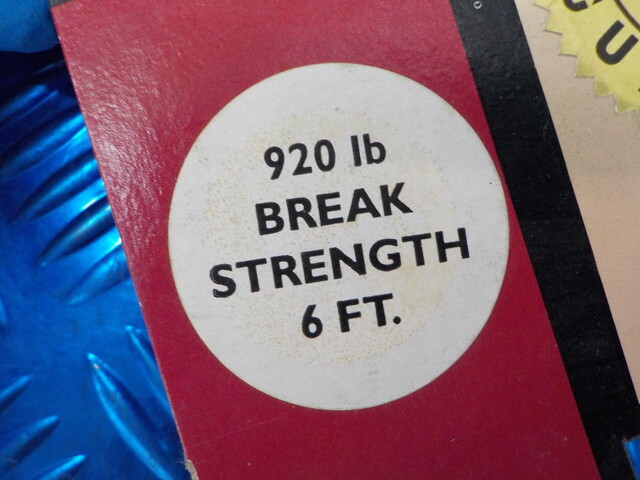 920 lb
BREAK
STRENGTH
6 FT.